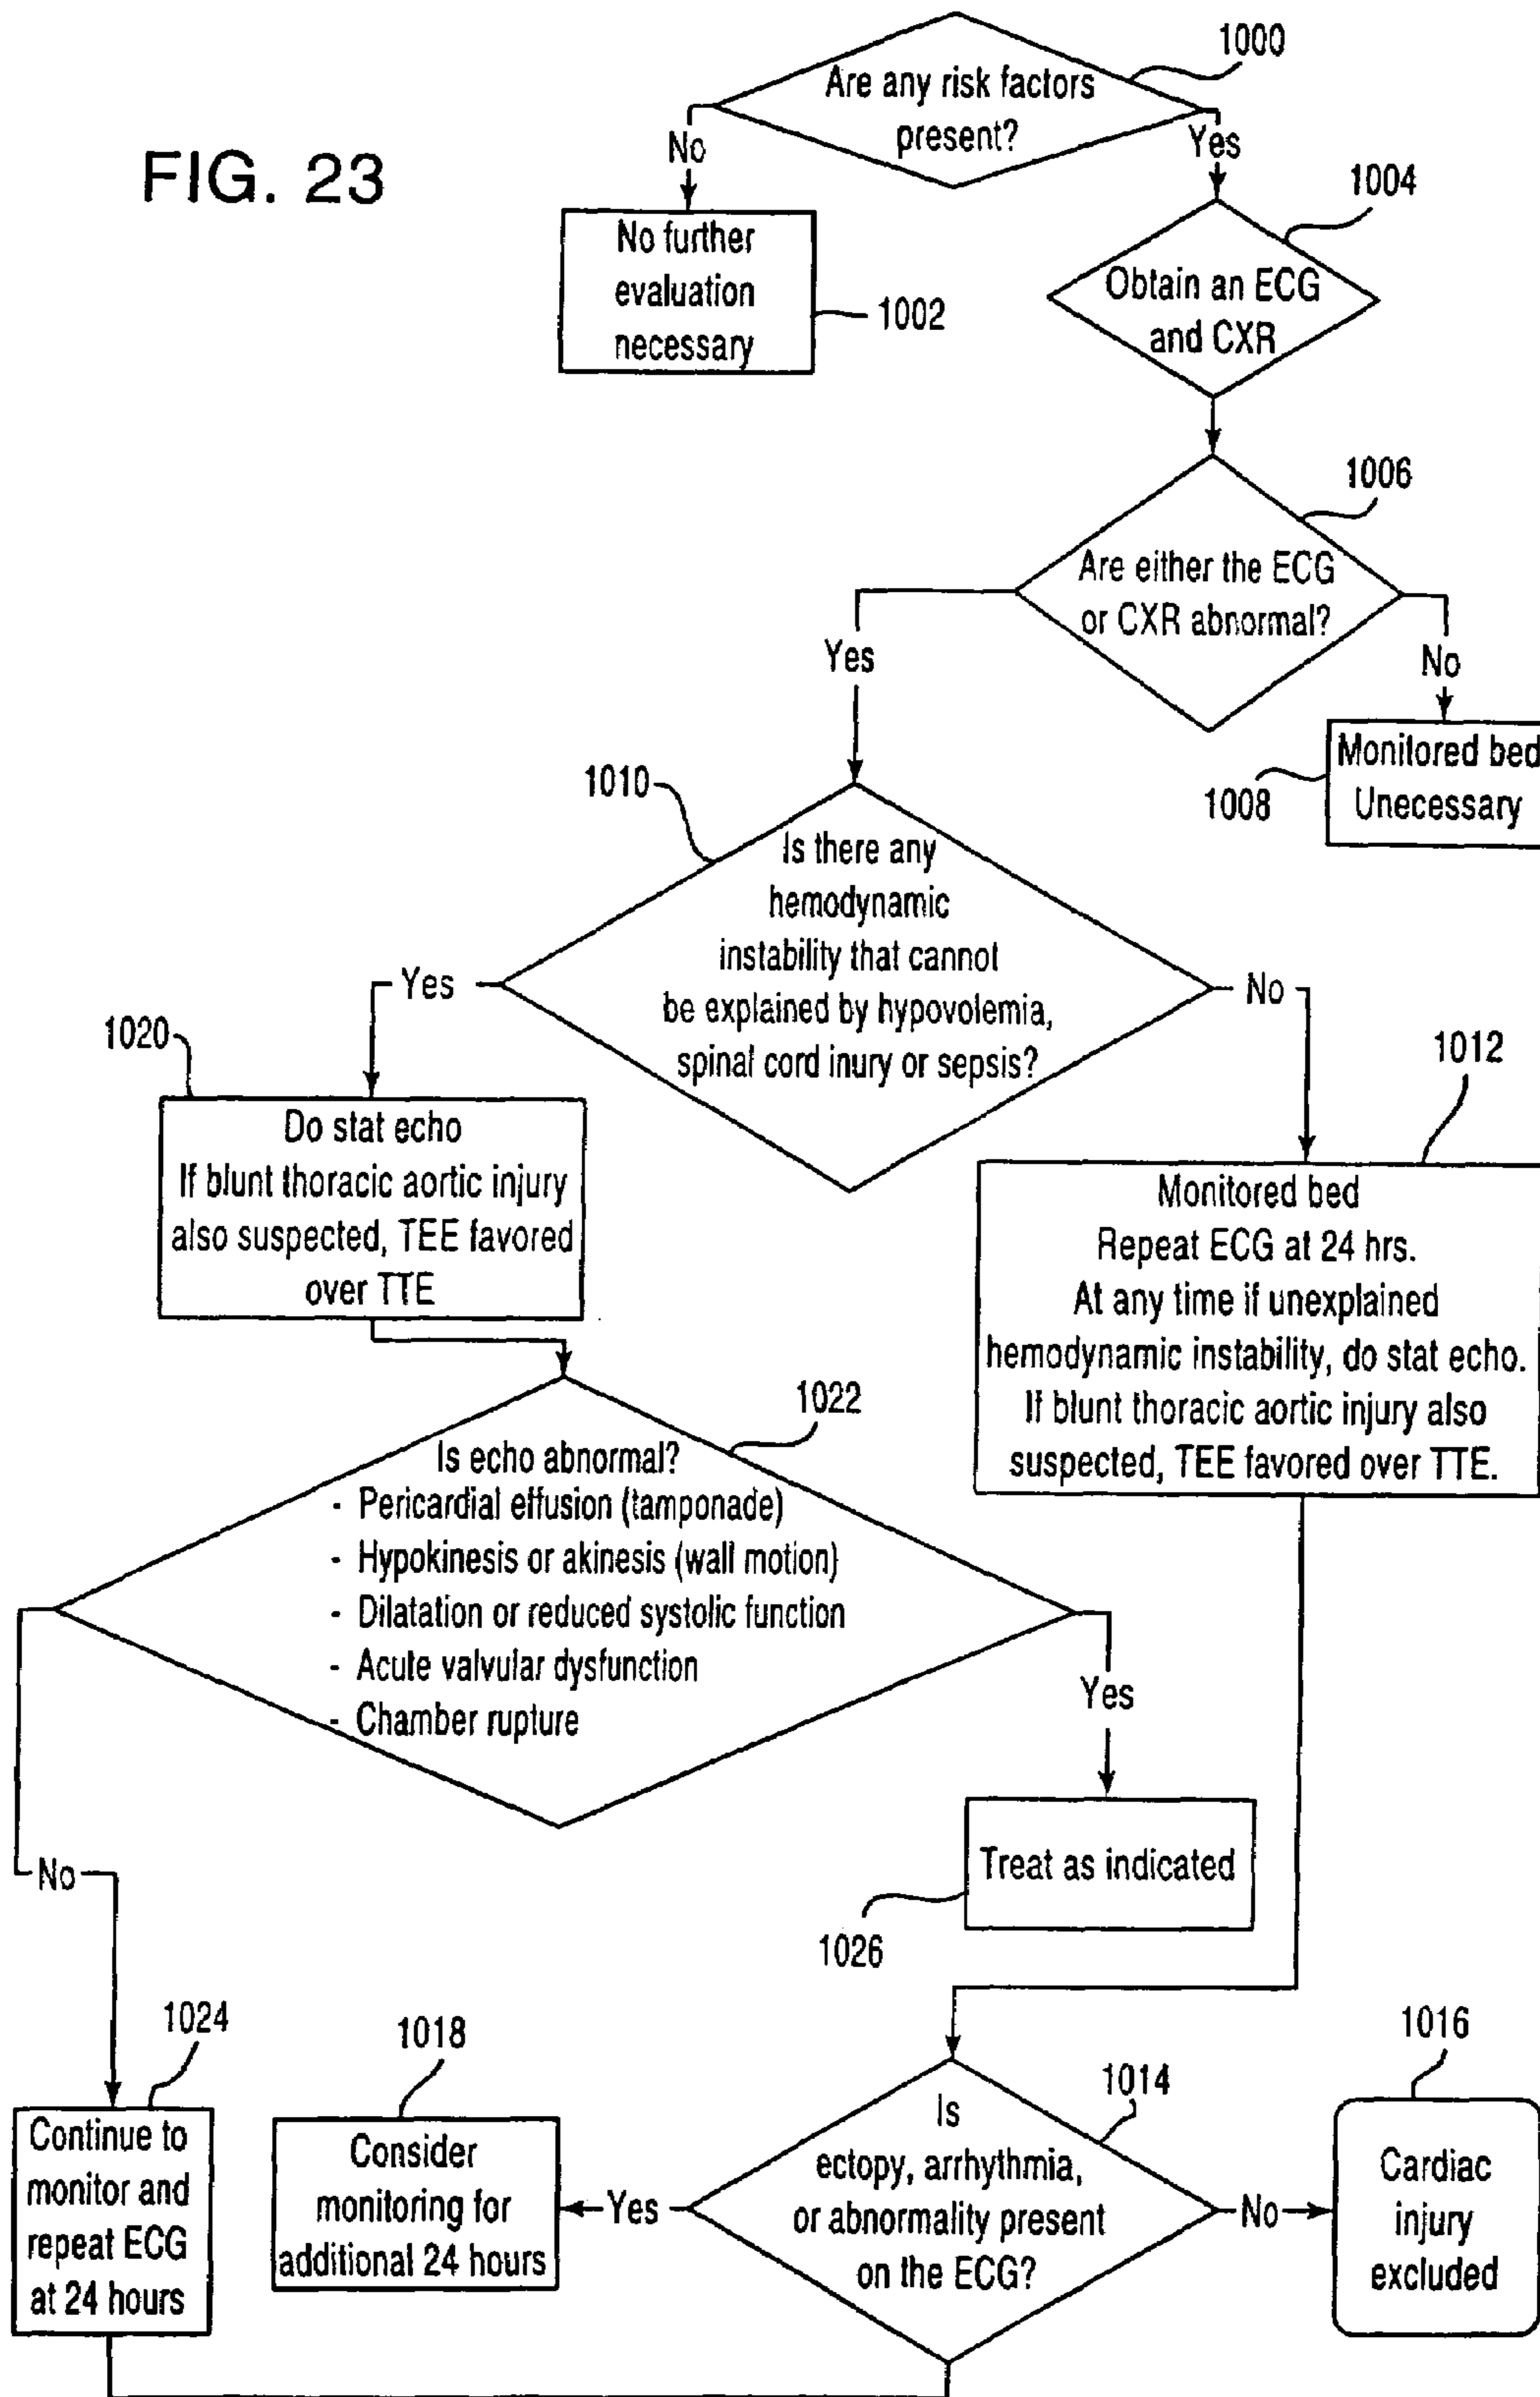 FIG. 23
1000
Are any risk factors
present?
No
Yes
No further
evaluation
necessary
1002
1004
Obtain an ECG
and CXR
1006
Are either the ECG
or CXR abnormal?
Yes
No
Monitored bed
Unecessary
1008
1010
Is there any
hemodynamic
instability that cannot
be explained by hypovolemia,
spinal cord inury or sepsis?
Yes
No
1020
Do stat echo
If blunt thoracic aortic injury
also suspected, TEE favored
over TTE
1012
Monitored bed
Repeat ECG at 24 hrs.
At any time if unexplained
hemodynamic instability, do stat echo.
If blunt thoracic aortic injury also
suspected, TEE favored over TTE.
1022
Is echo abnormal?
- Pericardial effusion (tamponade)
- Hypokinesis or akinesis (wall motion)
- Dilatation or reduced systolic function
- Acute valvular dysfunction
- Chamber rupture
Yes
No
Treat as indicated
1026
1024
Continue to
monitor and
repeat ECG
at 24 hours
1018
Consider
monitoring for
additional 24 hours
Yes
1014
Is
ectopy, arrhythmia,
or abnormality present
on the ECG?
No
1016
Cardiac
injury
excluded